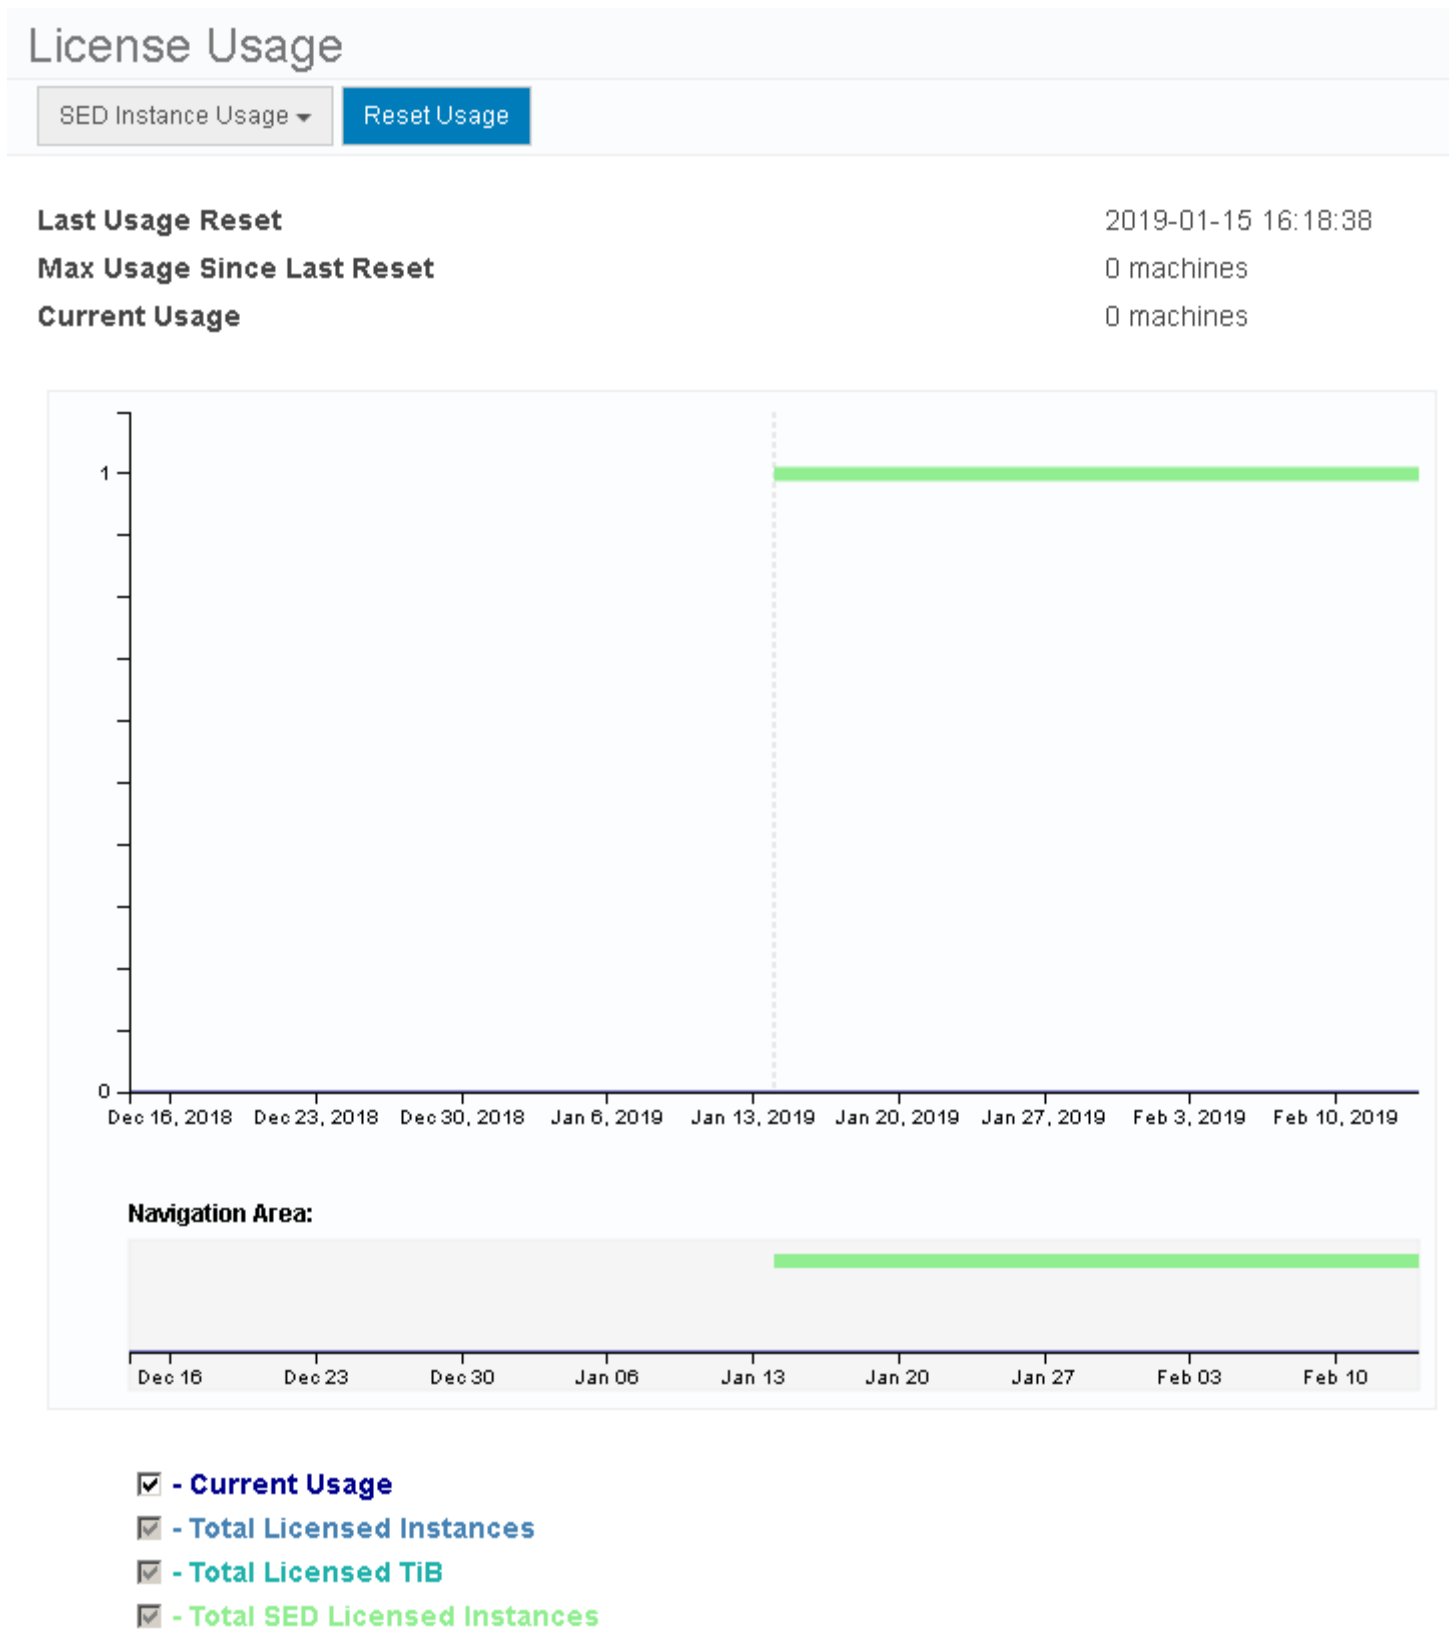 License Usage
SED Instance Usage Reset Usage
Last Usage Reset 2019-01-15 16:18:38
Max Usage Since Last Reset 0 machines
Current Usage 0 machines
1
0
Dec 16, 2018 Dec 23, 2018 Dec 30, 2018 Jan 6, 2019 Jan 13, 2019 Jan 20, 2019 Jan 27, 2019 Feb 3, 2019 Feb 10, 2019
Navigation Area:
Dec 16 Dec 23 Dec 30 Jan 06 Jan 13 Jan 20 Jan 27 Feb 03 Feb 10
- Current Usage
- Total Licensed Instances
- Total Licensed TiB
- Total SED Licensed Instances